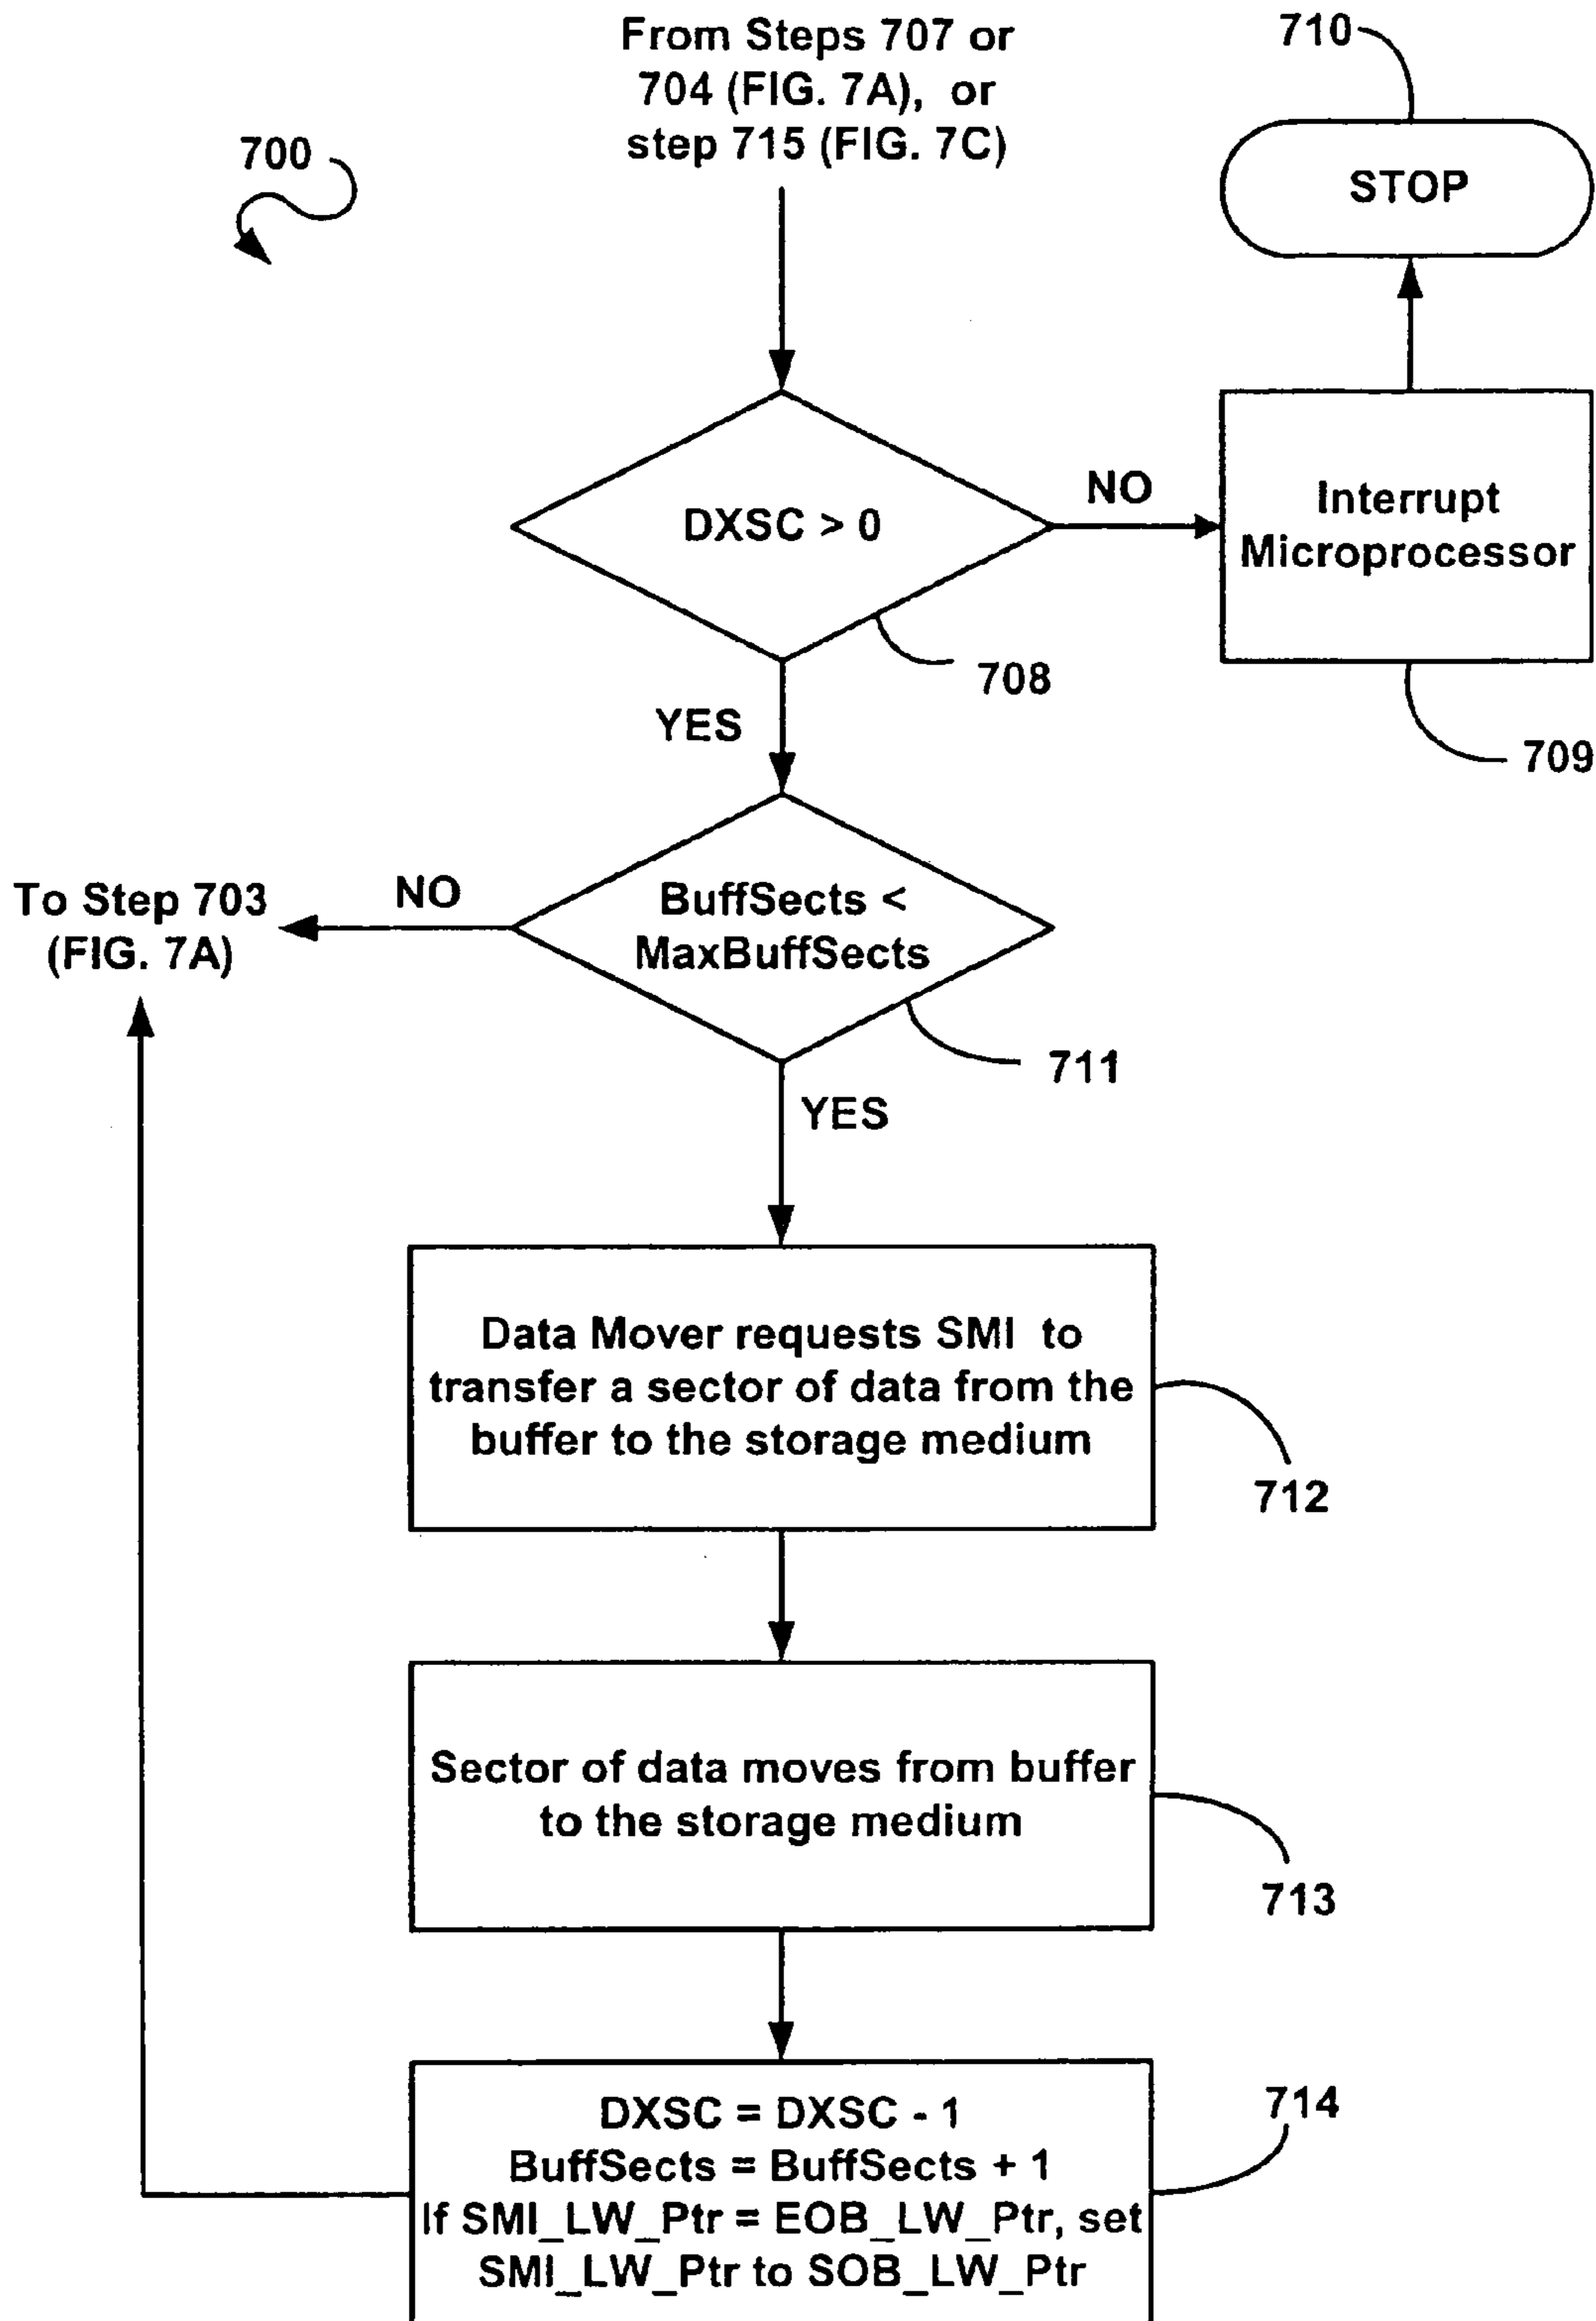 From Steps 707 or
704 (FIG. 7A), or
step 715 (FIG. 7C)
710
700
STOP
DXSC > 0
NO
Interrupt
Microprocessor
708
YES
709
To Step 703
(FIG. 7A)
NO
BuffSects <
MaxBuffSects
711
YES
Data Mover requests SMI to
transfer a sector of data from the
buffer to the storage medium
712
Sector of data moves from buffer
to the storage medium
713
DXSC = DXSC - 1
BuffSects = BuffSects + 1
If SMI_LW_Ptr = EOB_LW_Ptr, set
SMI_LW_Ptr to SOB_LW_Ptr
714